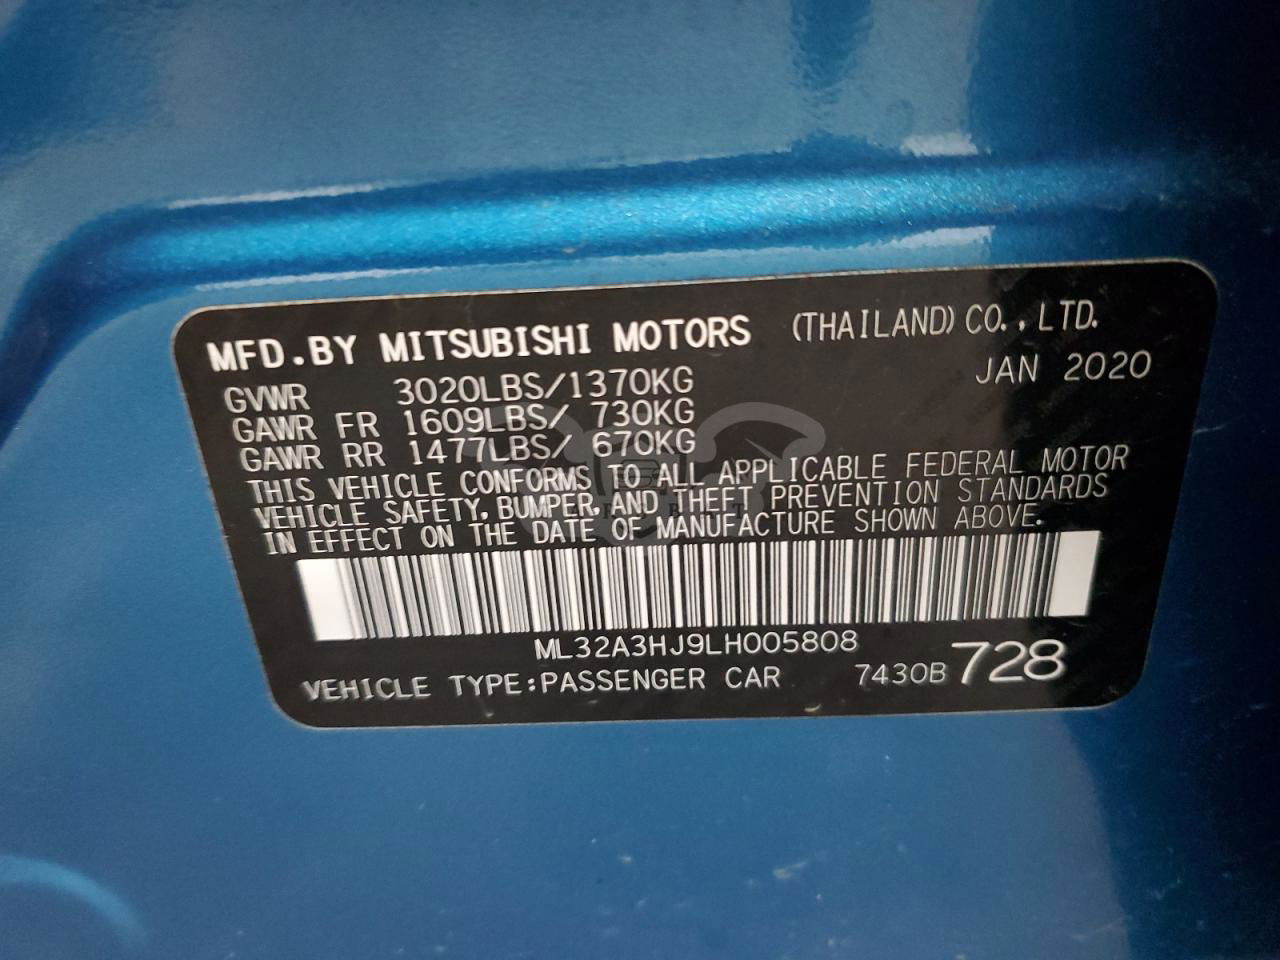 MFD.BY MITSUBISHI MOTORS (THAILAND) CO.,LTD.
GVWR 3020LBS/1370KG JAN 2020
GAWR FR 1609LBS/ 730KG
GAWR RR 1477LBS/ 670KG
THIS VEHICLE CONFORMS TO ALL APPLICABLE FEDERAL MOTOR
VEHICLE SAFETY, BUMPER, AND THEFT PREVENTION STANDARDS
IN EFFECT ON THE DATE OF MANUFACTURE SHOWN ABOVE.
ML32A3HJ9LH005808
VEHICLE TYPE:PASSENGER CAR 7430B 728